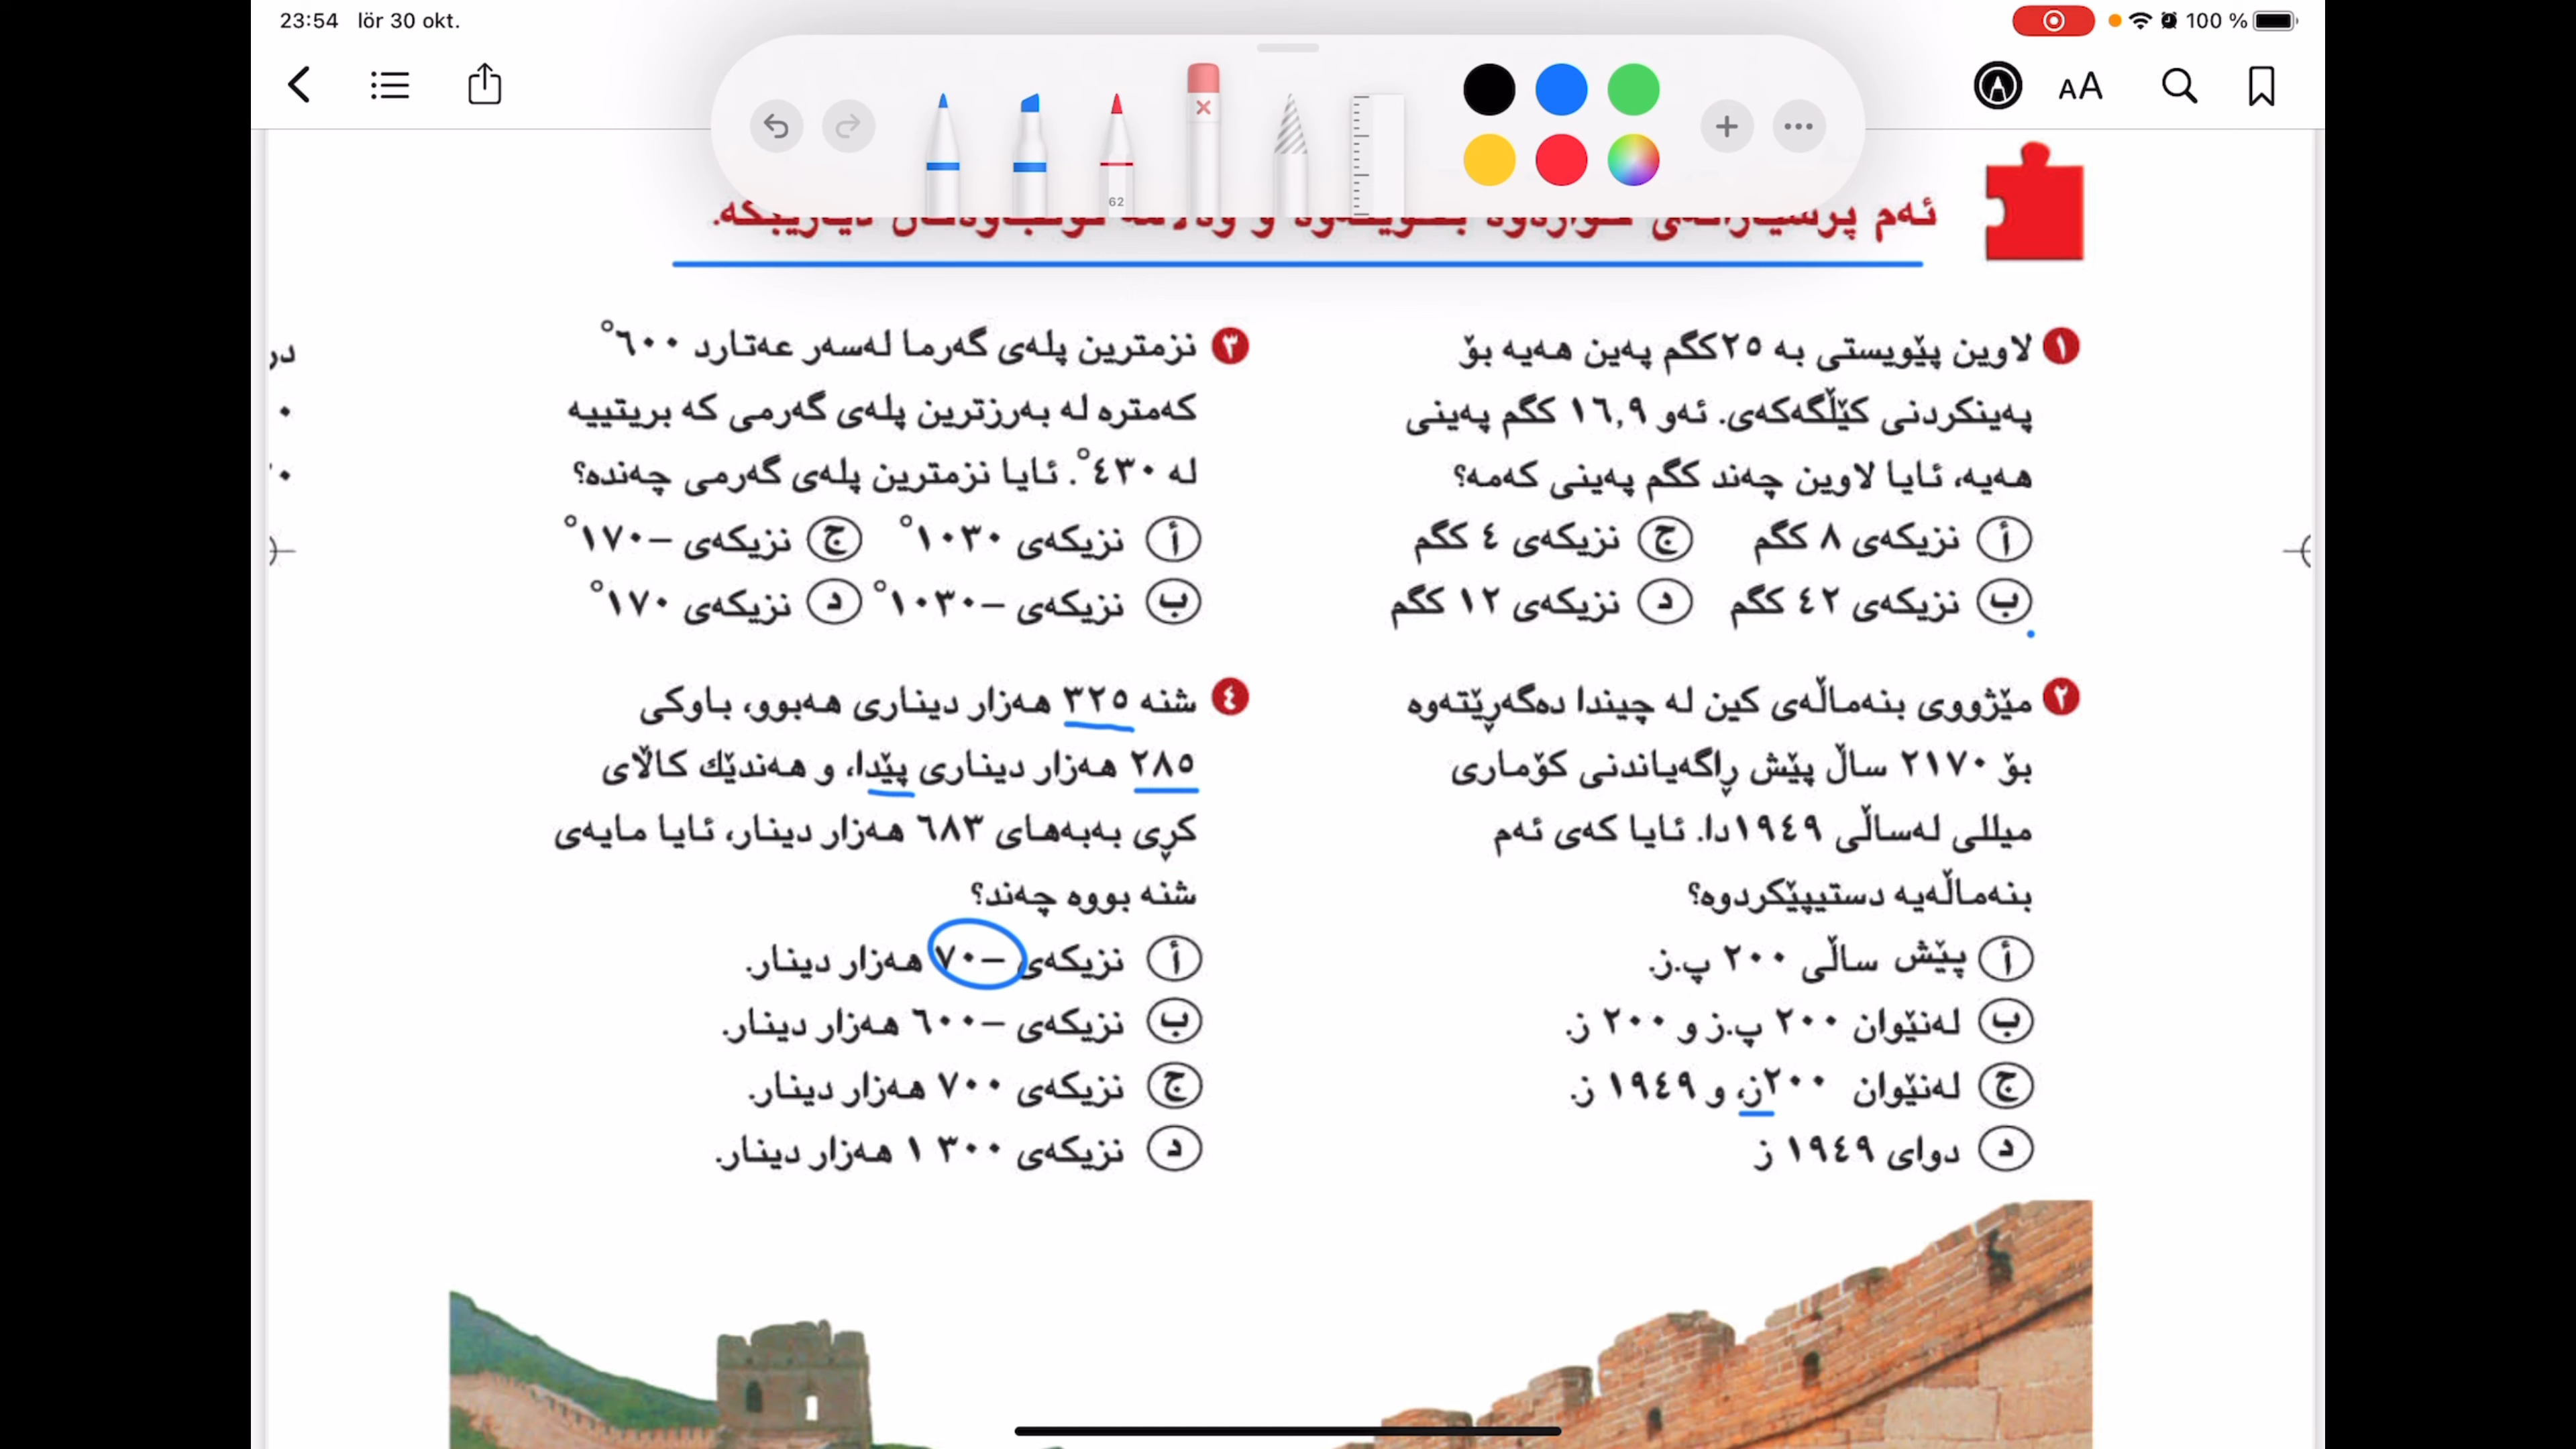 23:54 lör 30 okt.
100 %
AA
62
ئەم
١ لاوین پێویستی بە ٢٥کگم پەین هەیە بۆ
پەینکردنی کێڵگەکەی. ئەو ١٦,٩ کگم پەینی
هەیە، ئایا لاوین چەند کگم پەینی کەمە؟
أ نزیکەی ٨ کگم ج نزیکەی ٤ کگم
ب نزیکەی ٤٢ کگم د نزیکەی ١٢ کگم
٢ مێژووی بنەماڵەی کین لە چیندا دەگەڕێتەوە
بۆ ٢١٧٠ ساڵ پێش ڕاگەیاندنی کۆماری
میللی لەساڵی ١٩٤٩دا. ئایا کەی ئەم
بنەماڵەیە دستیپێکردوە؟
أ پێش ساڵی ٢٠٠ پ.ز.
ب لەنێوان ٢٠٠ پ.ز و ٢٠٠ ز.
ج لەنێوان ٢٠٠ز، و ١٩٤٩ ز.
د دوای ١٩٤٩ ز
٣ نزمترین پلەی گەرما لەسەر عەتارد ٦٠٠°
کەمترە لە بەرزترین پلەی گەرمی کە بریتییە
لە ٤٣٠°. ئایا نزمترین پلەی گەرمی چەندە؟
أ نزیکەی ١٠٣٠° ج نزیکەی –١٧٠°
ب نزیکەی –١٠٣٠° د نزیکەی ١٧٠°
٤ شنە ٣٢٥ هەزار دیناری هەبوو، باوکی
٢٨٥ هەزار دیناری پێدا، و هەندێك کاڵای
کڕی بەبەهای ٦٨٣ هەزار دینار، ئایا مایەی
شنە بووە چەند؟
أ نزیکەی –٧٠ هەزار دینار.
ب نزیکەی –٦٠٠ هەزار دینار.
ج نزیکەی ٧٠٠ هەزار دینار.
د نزیکەی ٣٠٠ ١ هەزار دینار.
در